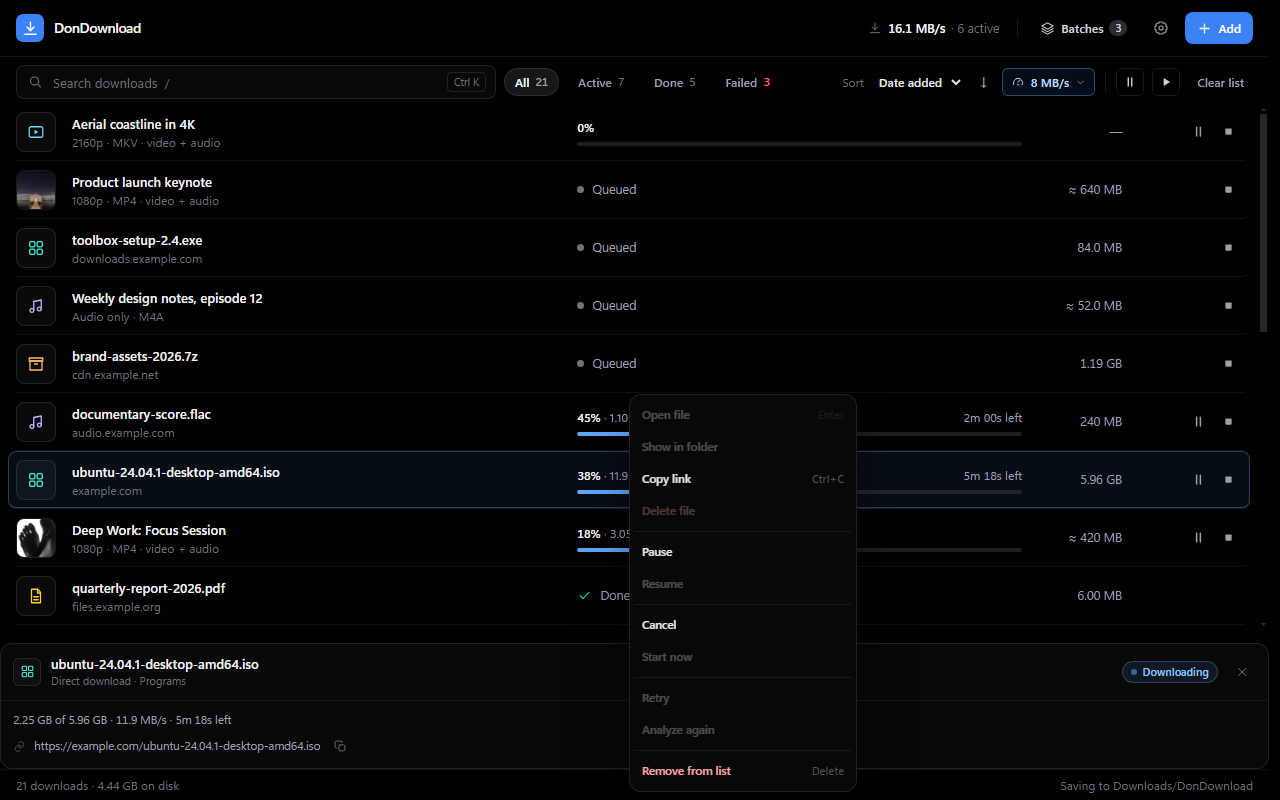 DonDownload
16.1 MB/s · 6 active
Batches 3
Add
Search downloads /
Ctrl K
All 21
Active 7
Done 5
Failed 3
Sort Date added
8 MB/s
Clear list
Aerial coastline in 4K
2160p · MKV · video + audio
0%
—
Product launch keynote
1080p · MP4 · video + audio
Queued
≈ 640 MB
toolbox-setup-2.4.exe
downloads.example.com
Queued
84.0 MB
Weekly design notes, episode 12
Audio only · M4A
Queued
≈ 52.0 MB
brand-assets-2026.7z
cdn.example.net
Queued
1.19 GB
documentary-score.flac
audio.example.com
45% · 1.10
2m 00s left
240 MB
ubuntu-24.04.1-desktop-amd64.iso
example.com
38% · 11.9
5m 18s left
5.96 GB
Deep Work: Focus Session
1080p · MP4 · video + audio
18% · 3.05
≈ 420 MB
quarterly-report-2026.pdf
files.example.org
Done
6.00 MB
Open file Enter
Show in folder
Copy link Ctrl+C
Delete file
Pause
Resume
Cancel
Start now
Retry
Analyze again
Remove from list Delete
ubuntu-24.04.1-desktop-amd64.iso
Direct download · Programs
Downloading
2.25 GB of 5.96 GB · 11.9 MB/s · 5m 18s left
https://example.com/ubuntu-24.04.1-desktop-amd64.iso
21 downloads · 4.44 GB on disk
Saving to Downloads/DonDownload